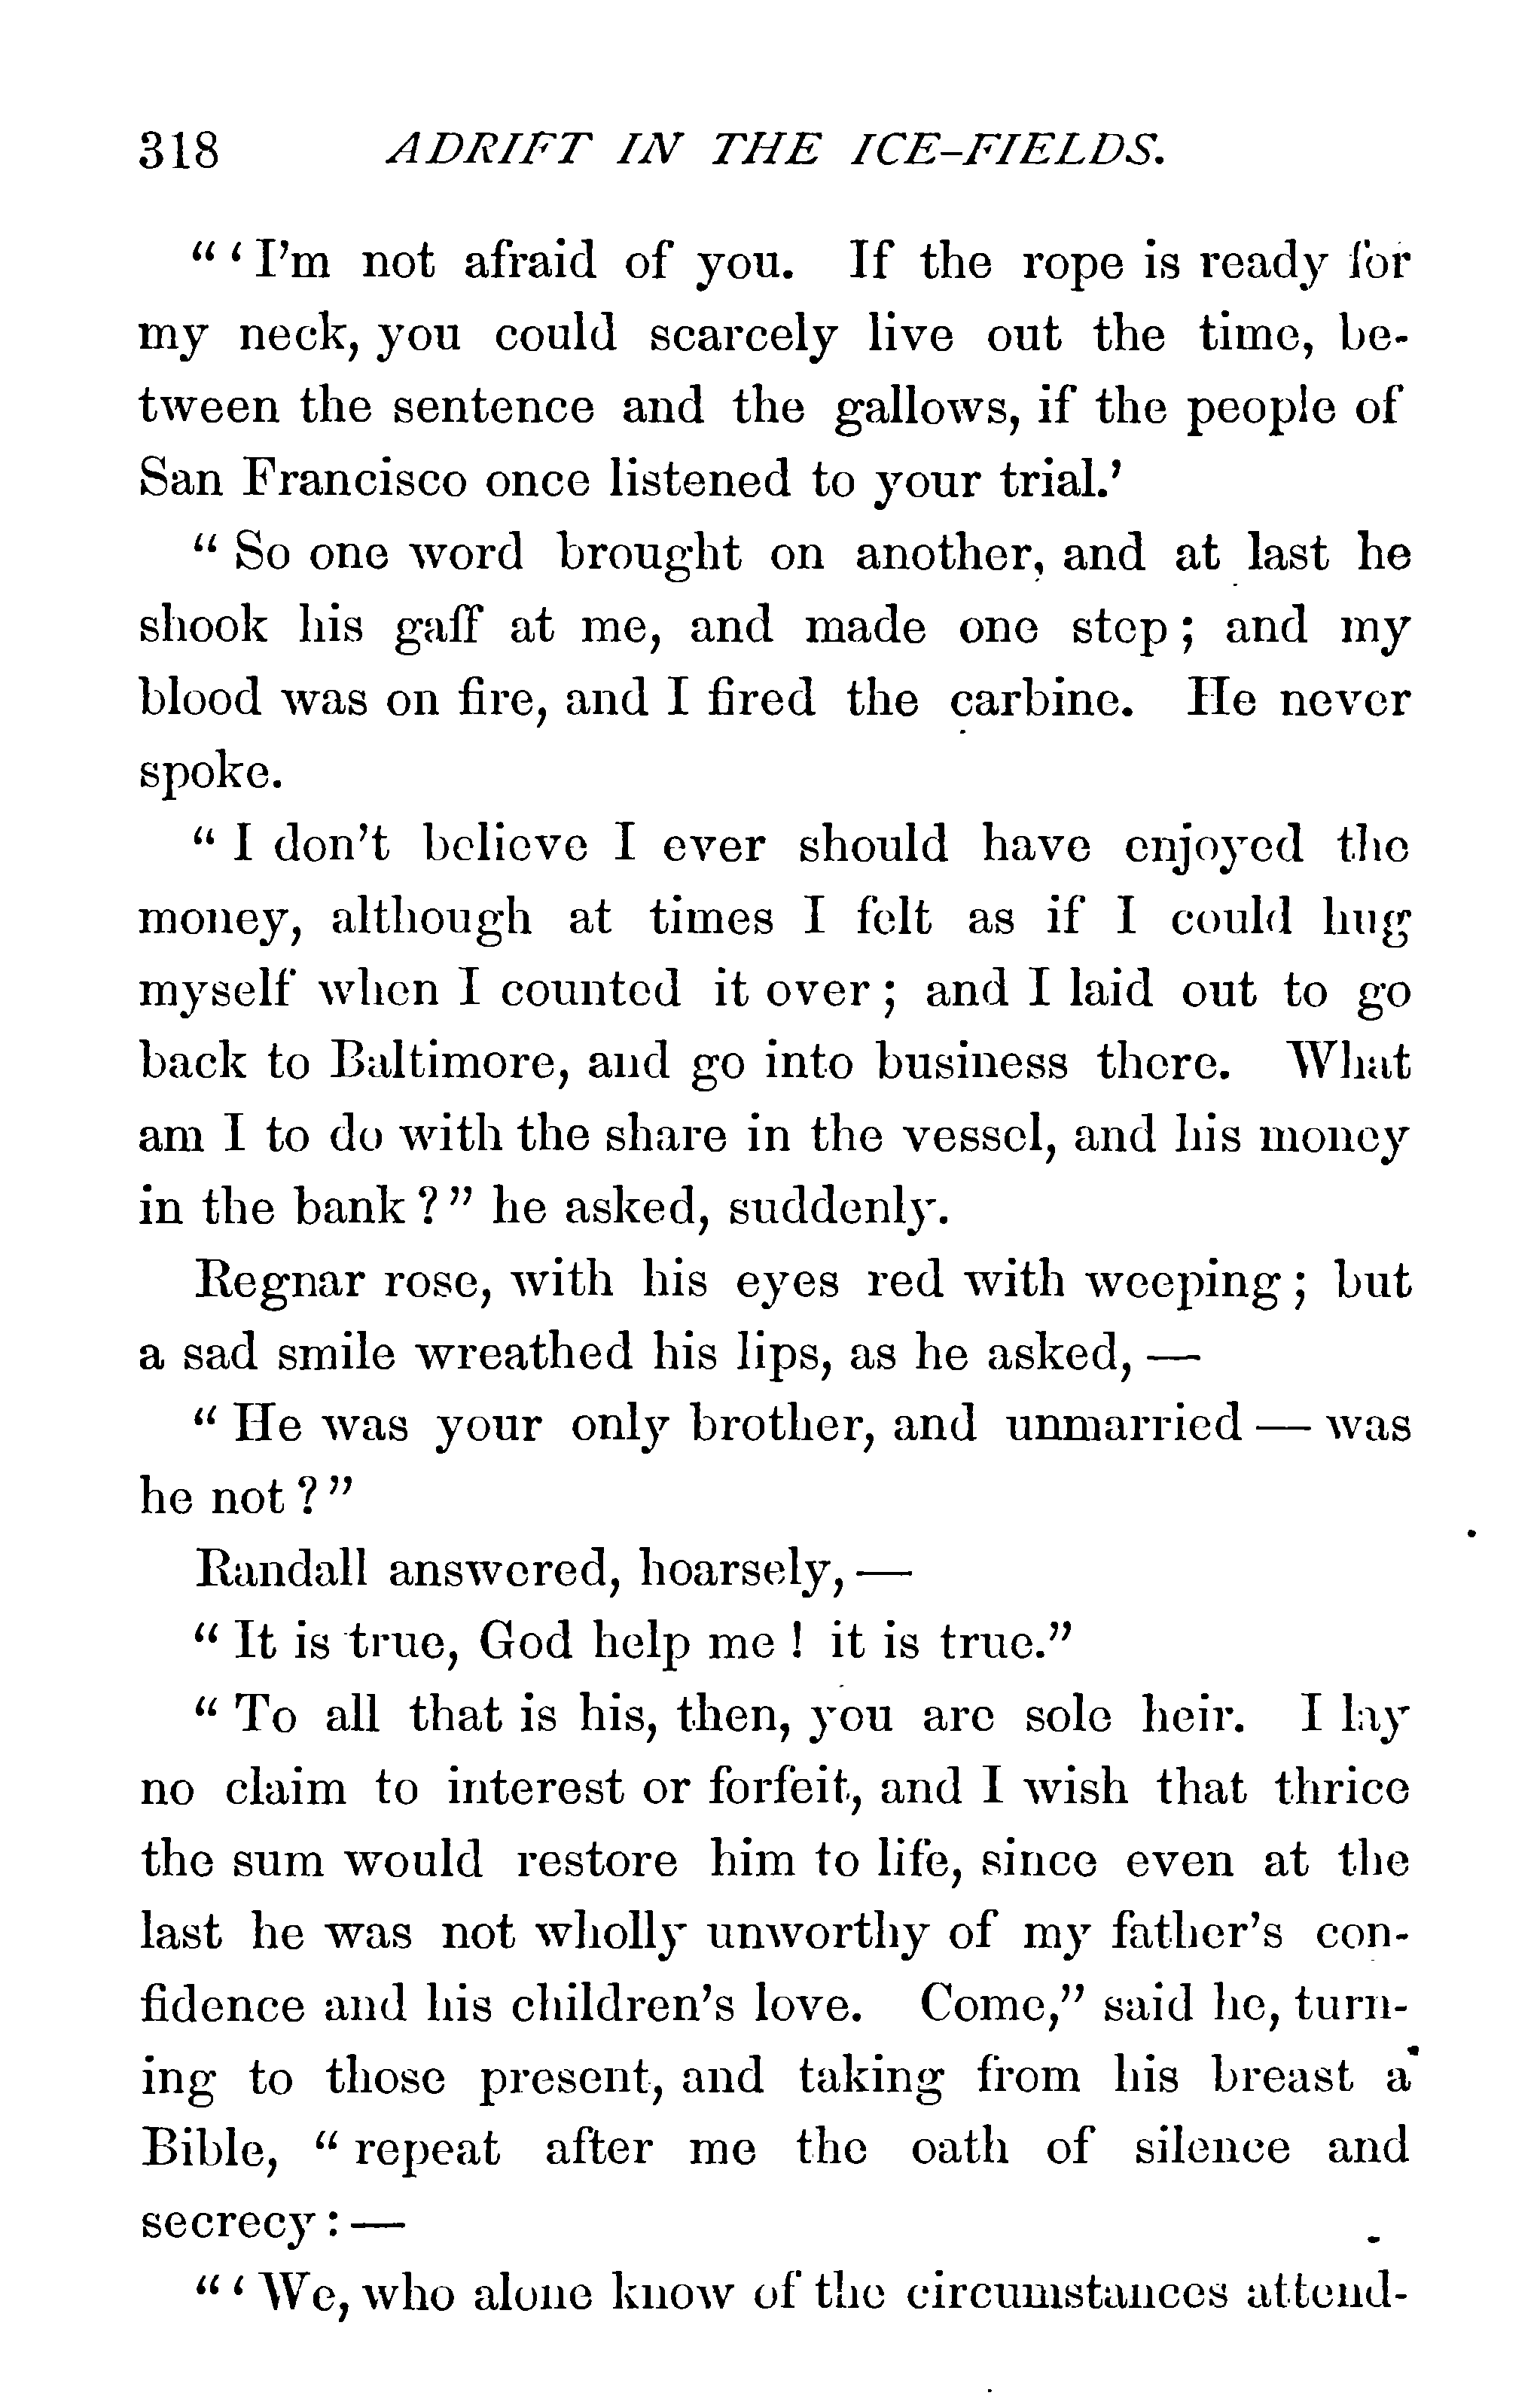 318 ADRIFT IN THE ICE-FIELDS.
“‘I’m not afraid of you. If the rope is ready for
my neck, you could scarcely live out the time, be-
tween the sentence and the gallows, if the people of
San Francisco once listened to your trial.’
“So one word brought on another, and at last he
shook his gaff at me, and made one step; and my
blood was on fire, and I fired the carbine. He never
spoke.
“I don’t believe I ever should have enjoyed the
money, although at times I felt as if I could hug
myself when I counted it over; and I laid out to go
back to Baltimore, and go into business there. What
am I to do with the share in the vessel, and his money
in the bank?” he asked, suddenly.
Regnar rose, with his eyes red with weeping; but
a sad smile wreathed his lips, as he asked, —
“He was your only brother, and unmarried — was
he not?”
Randall answered, hoarsely, —
“It is true, God help me! it is true.”
“To all that is his, then, you are sole heir. I lay
no claim to interest or forfeit, and I wish that thrice
the sum would restore him to life, since even at the
last he was not wholly unworthy of my father’s con-
fidence and his children’s love. Come,” said he, turn-
ing to those present, and taking from his breast a
Bible, “repeat after me the oath of silence and
secrecy: —
“‘We, who alone know of the circumstances attend-